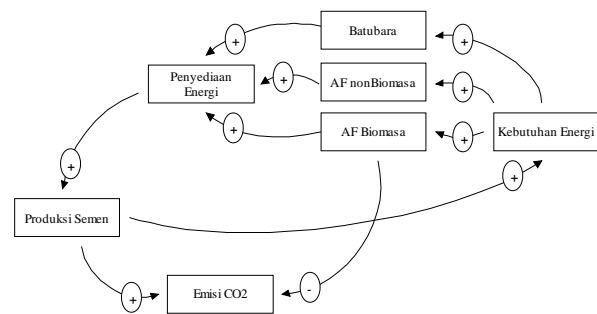 Batubara
+
+
Penyediaan
Energi
+
AF nonBiomasa
+
AF Biomasa
+
+
Kebutuhan Energi
+
+
Produksi Semen
+
Emisi CO2
-